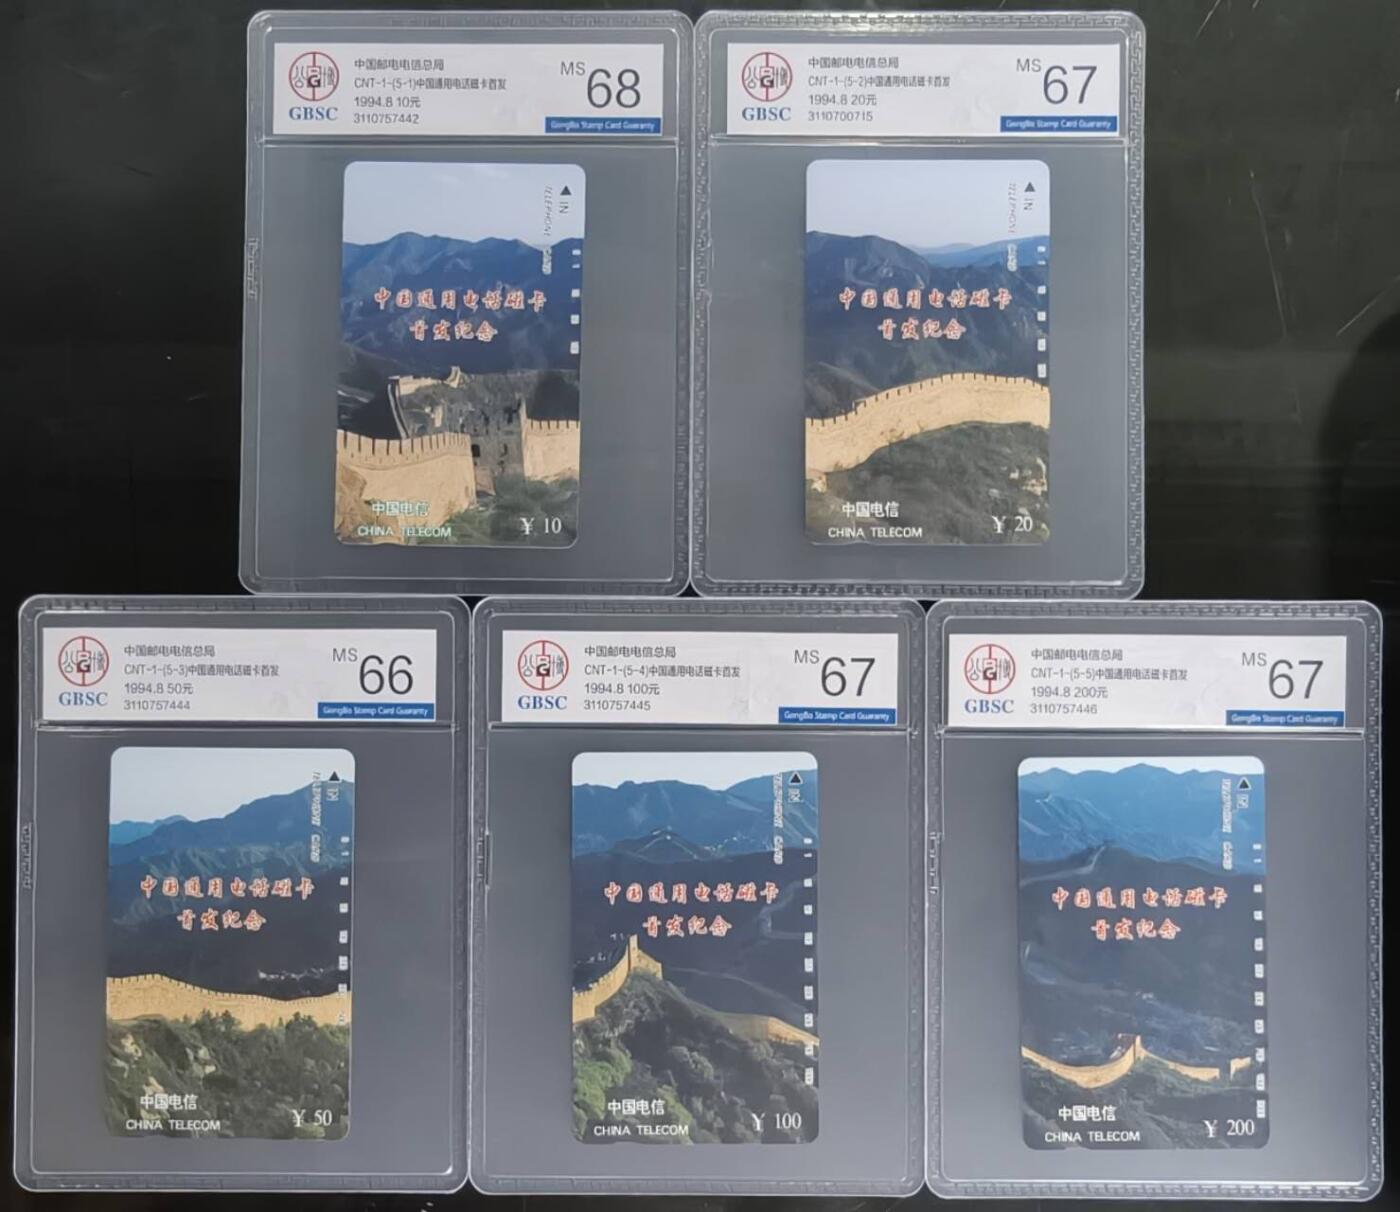 中国邮电电信总局
CNT-1-(5-1)中国通用电话磁卡首发
1994.8 10元
3110757442
MS 68
GBSC
GongBo Stamp Card Guaranty
IN
TELEPHONE CARD
中国通用电话磁卡
首发纪念
中国电信
CHINA TELECOM
¥ 10
中国邮电电信总局
CNT-1-(5-2)中国通用电话磁卡首发
1994.8 20元
3110700715
MS 67
GBSC
GongBo Stamp Card Guaranty
IN
TELEPHONE CARD
中国通用电话磁卡
首发纪念
中国电信
CHINA TELECOM
¥ 20
中国邮电电信总局
CNT-1-(5-3)中国通用电话磁卡首发
1994.8 50元
3110757444
MS 66
GBSC
GongBo Stamp Card Guaranty
IN
TELEPHONE CARD
中国通用电话磁卡
首发纪念
中国电信
CHINA TELECOM
¥ 50
中国邮电电信总局
CNT-1-(5-4)中国通用电话磁卡首发
1994.8 100元
3110757445
MS 67
GBSC
GongBo Stamp Card Guaranty
IN
TELEPHONE CARD
中国通用电话磁卡
首发纪念
中国电信
CHINA TELECOM
¥ 100
中国邮电电信总局
CNT-1-(5-5)中国通用电话磁卡首发
1994.8 200元
3110757446
MS 67
GBSC
GongBo Stamp Card Guaranty
IN
TELEPHONE CARD
中国通用电话磁卡
首发纪念
中国电信
CHINA TELECOM
¥ 200